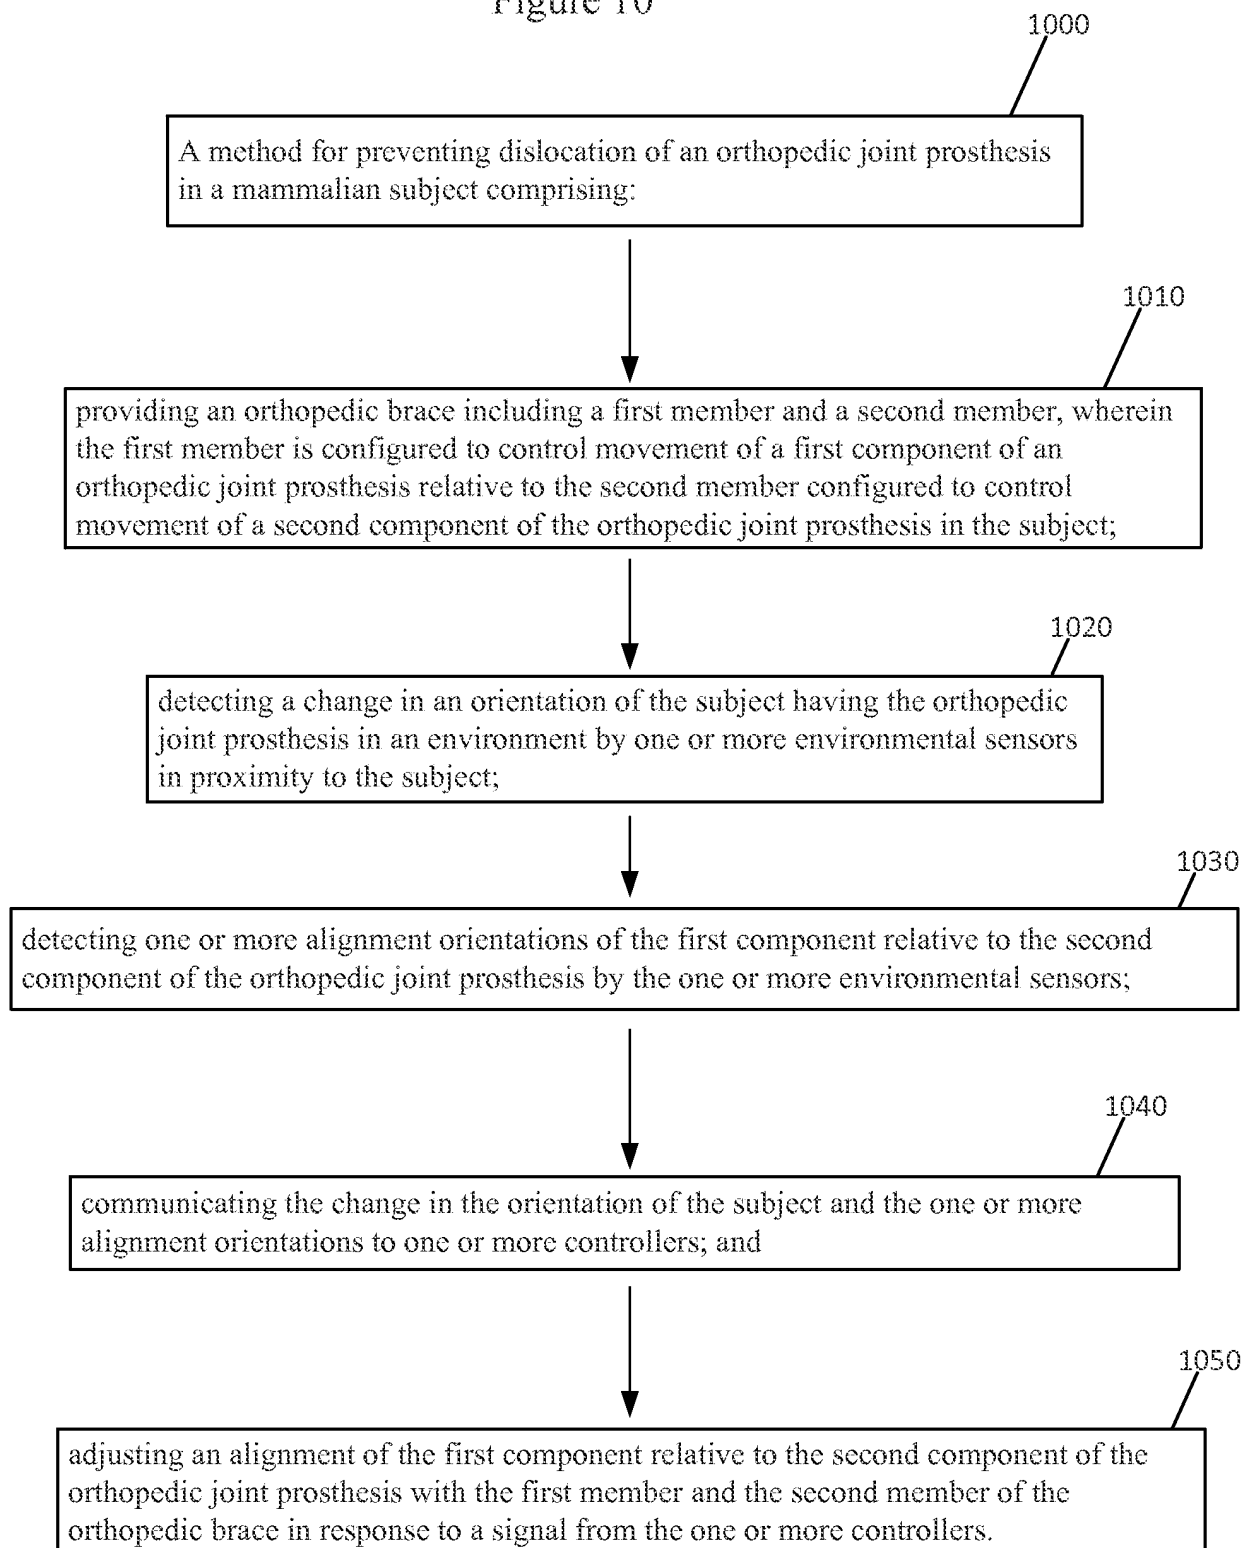 Figure 10
1000
A method for preventing dislocation of an orthopedic joint prosthesis
in a mammalian subject comprising:
1010
providing an orthopedic brace including a first member and a second member, wherein
the first member is configured to control movement of a first component of an
orthopedic joint prosthesis relative to the second member configured to control
movement of a second component of the orthopedic joint prosthesis in the subject;
1020
detecting a change in an orientation of the subject having the orthopedic
joint prosthesis in an environment by one or more environmental sensors
in proximity to the subject;
1030
detecting one or more alignment orientations of the first component relative to the second
component of the orthopedic joint prosthesis by the one or more environmental sensors;
1040
communicating the change in the orientation of the subject and the one or more
alignment orientations to one or more controllers; and
1050
adjusting an alignment of the first component relative to the second component of the
orthopedic joint prosthesis with the first member and the second member of the
orthopedic brace in response to a signal from the one or more controllers.